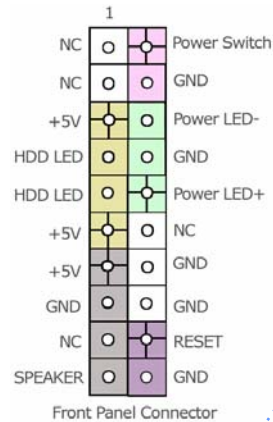 1
NC Power Switch
NC GND
+5V Power LED-
HDD LED GND
HDD LED Power LED+
+5V NC
+5V GND
GND GND
NC RESET
SPEAKER GND
Front Panel Connector